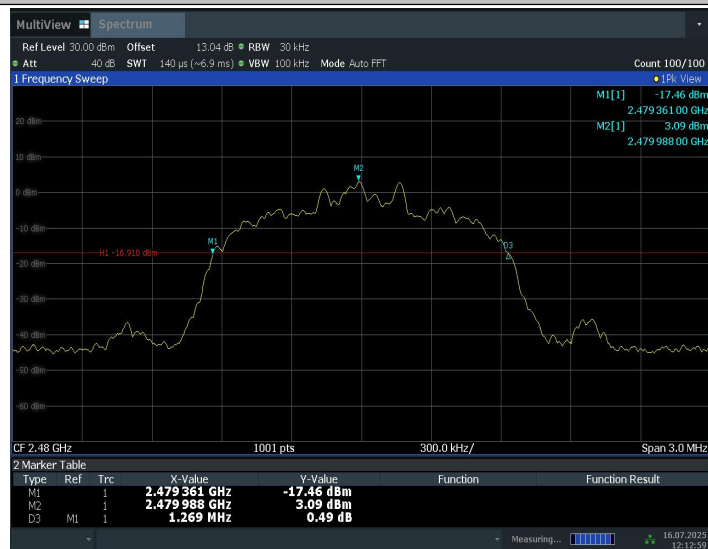 MultiView Spectrum
Ref Level 30.00 dBm Offset 13.04 dB RBW 30 kHz
Att 40 dB SWT 140 µs (~6.9 ms) VBW 100 kHz Mode Auto FFT Count 100/100
1 Frequency Sweep 1Pk View
M1[1] -17.46 dBm
2.479 361 00 GHz
M2[1] 3.09 dBm
2.479 988 00 GHz
20 dBm
10 dBm
M2
0 dBm
-10 dBm
M1
D3
H1 -16.910 dBm
-20 dBm
-30 dBm
-40 dBm
-50 dBm
-60 dBm
CF 2.48 GHz 1001 pts 300.0 kHz/ Span 3.0 MHz
2 Marker Table
Type Ref Trc X-Value Y-Value Function Function Result
M1 1 2.479 361 GHz -17.46 dBm
M2 1 2.479 988 GHz 3.09 dBm
D3 M1 1 1.269 MHz 0.49 dB
Measuring... 16.07.2025
12:12:59